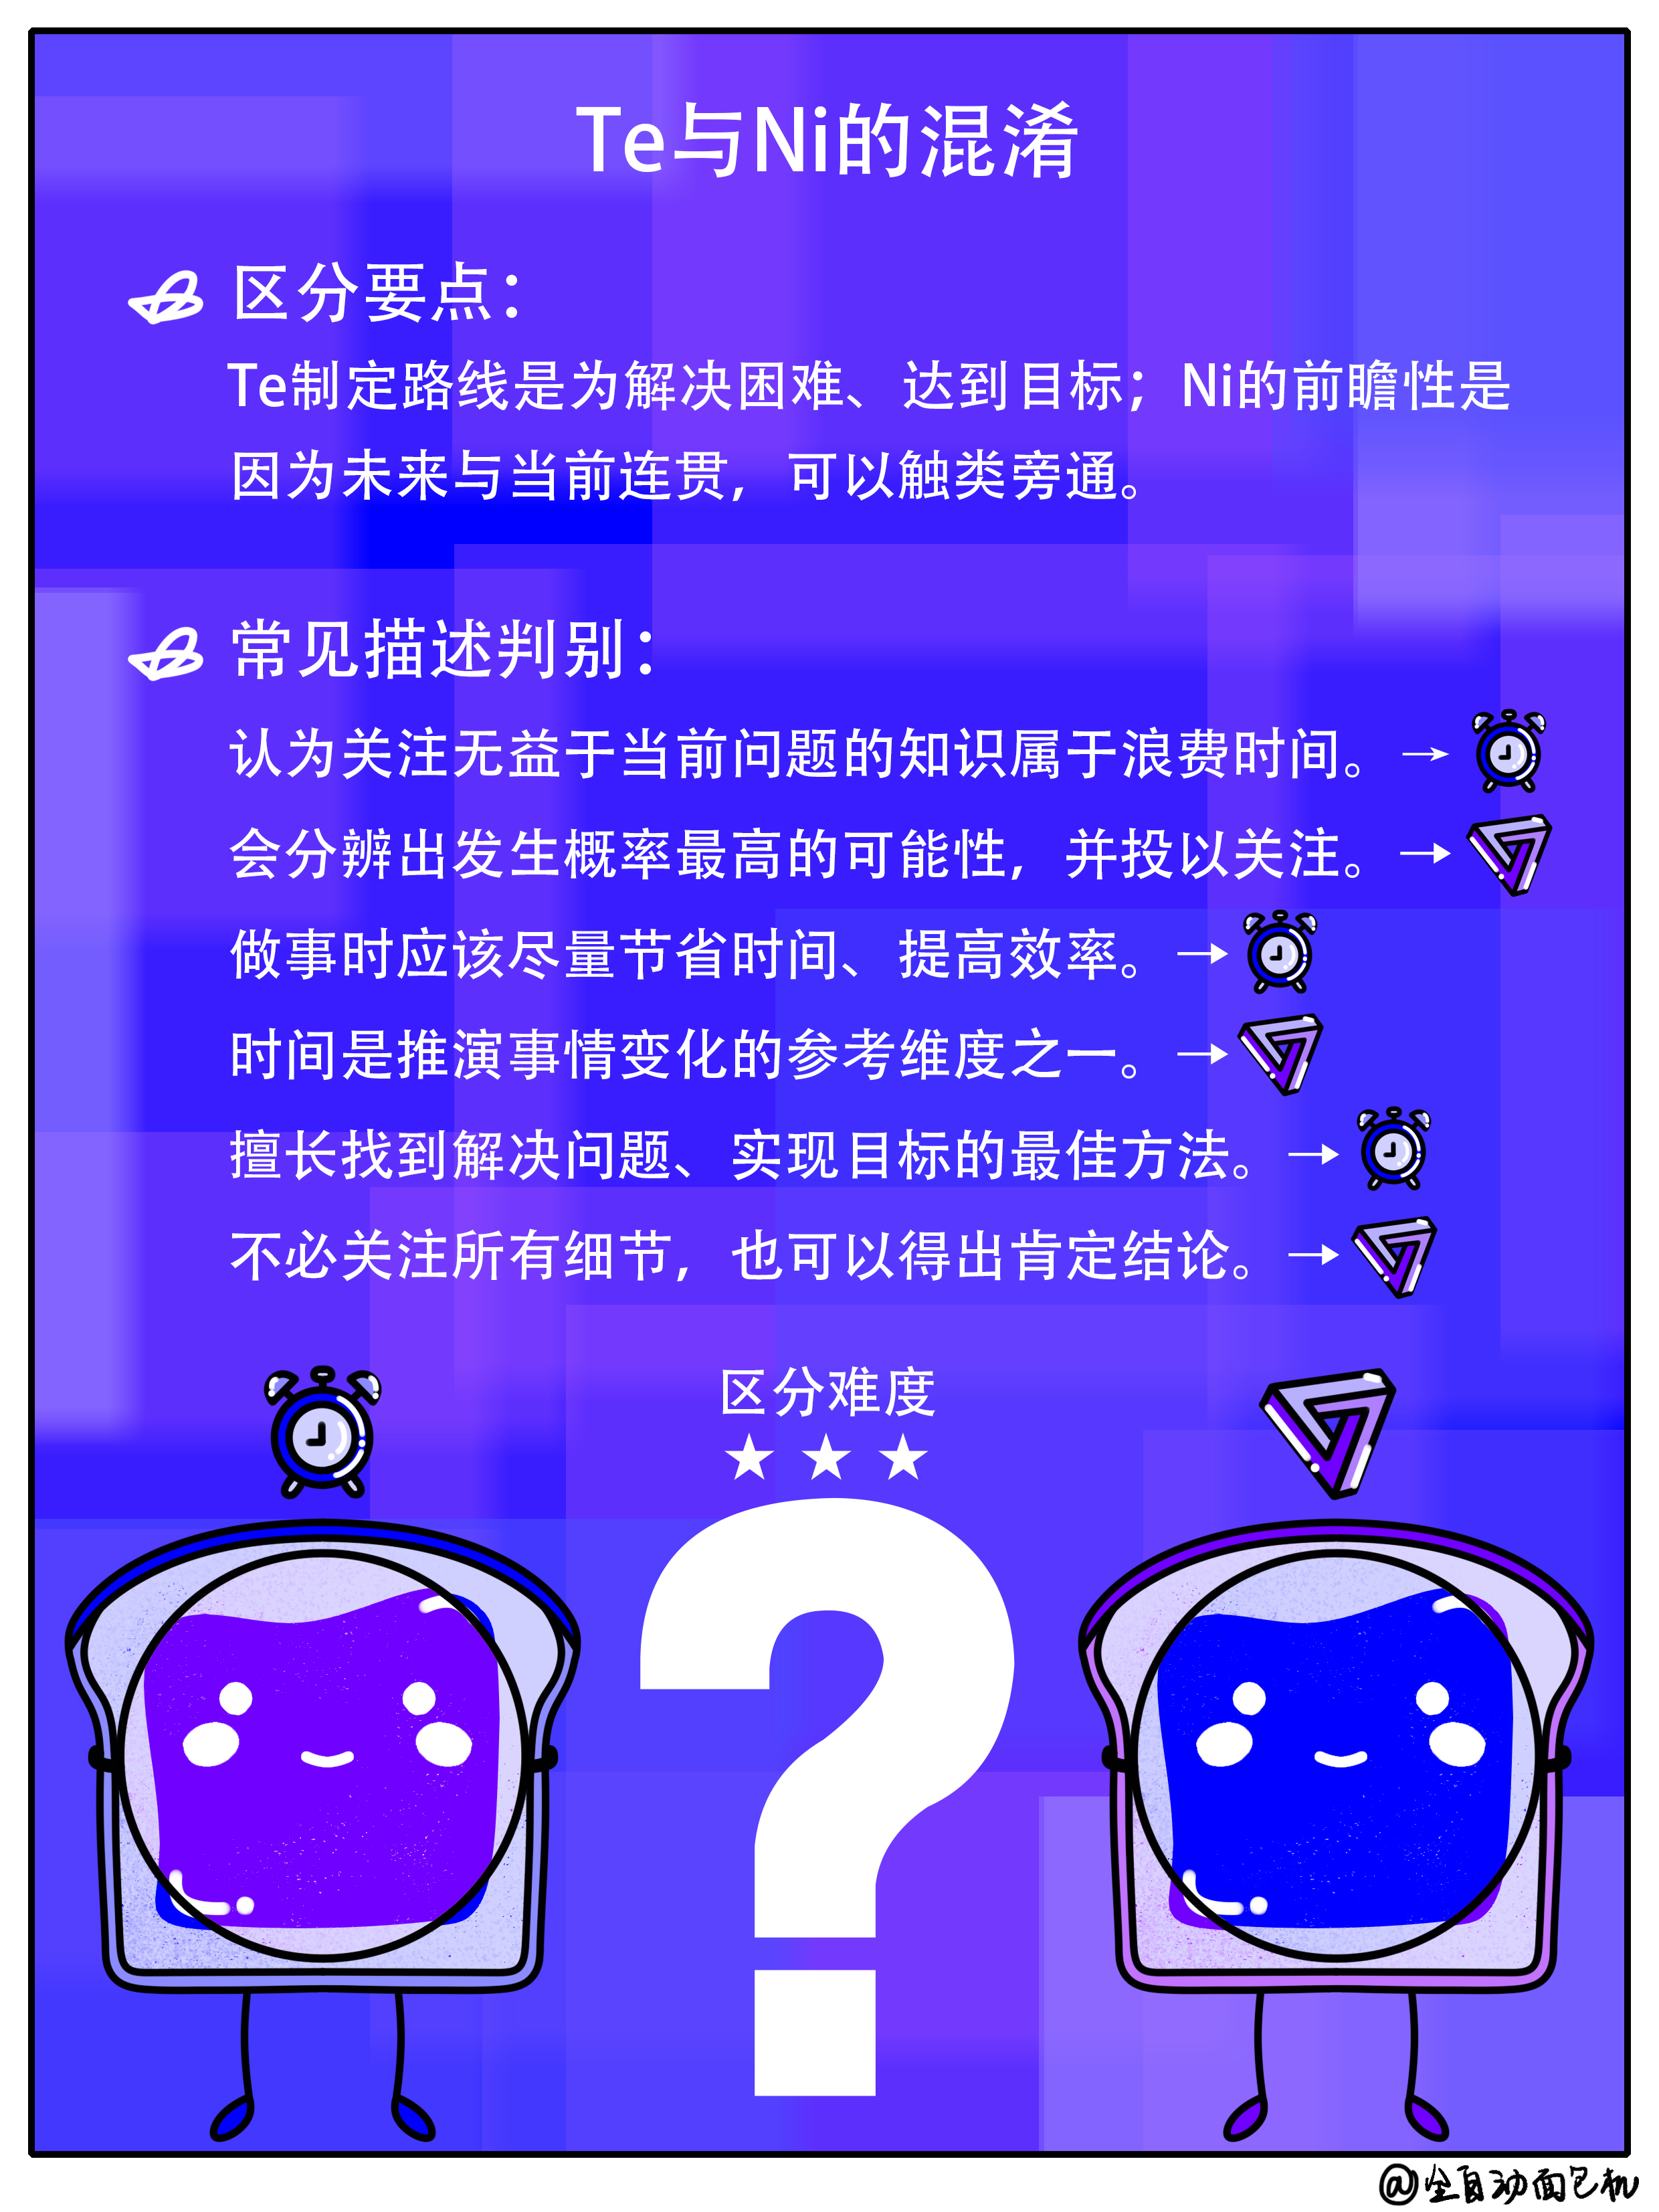 Te与Ni的混淆
区分要点：
Te制定路线是为解决困难、达到目标；Ni的前瞻性是
因为未来与当前连贯，可以触类旁通。
常见描述判别：
认为关注无益于当前问题的知识属于浪费时间。→
会分辨出发生概率最高的可能性，并投以关注。→
做事时应该尽量节省时间、提高效率。→
时间是推演事情变化的参考维度之一。→
擅长找到解决问题、实现目标的最佳方法。→
不必关注所有细节，也可以得出肯定结论。→
区分难度
★★★
?
@全自动面包机